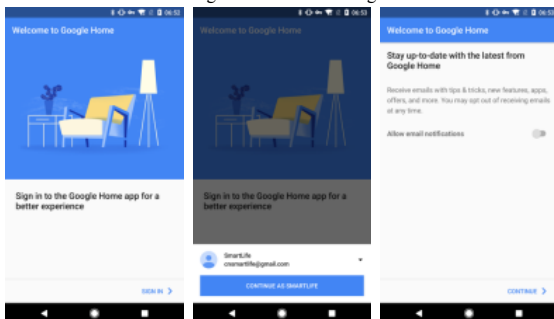 06:52
Welcome to Google Home
Sign in to the Google Home app for a
better experience
SIGN IN
06:53
Welcome to Google Home
Sign in to the Google Home app for a
better experience
SmartLife
cnsmartlife@gmail.com
CONTINUE AS SMARTLIFE
06:53
Welcome to Google Home
Stay up-to-date with the latest from
Google Home
Receive emails with tips & tricks, new features, apps,
offers, and more. You may opt out of receiving emails
at any time.
Allow email notifications
CONTINUE